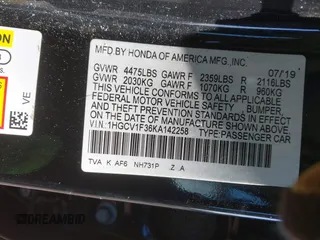 MFD.BY HONDA OF AMERICA MFG.,INC. 07/19
GVWR 4475LBS GAWR F 2359LBS R 2116LBS
GVWR 2030KG GAWR F 1070KG R 960KG
THIS VEHICLE CONFORMS TO ALL APPLICABLE
FEDERAL MOTOR VEHICLE SAFETY, BUMPER,
AND THEFT PREVENTION STANDARDS IN EFFECT
ON THE DATE OF MANUFACTURE SHOWN ABOVE.
V.I.N.:1HGCV1F36KA142258 TYPE:PASSENGER CAR
TVA K AF6 NH731P Z A
VE
DREAMBID